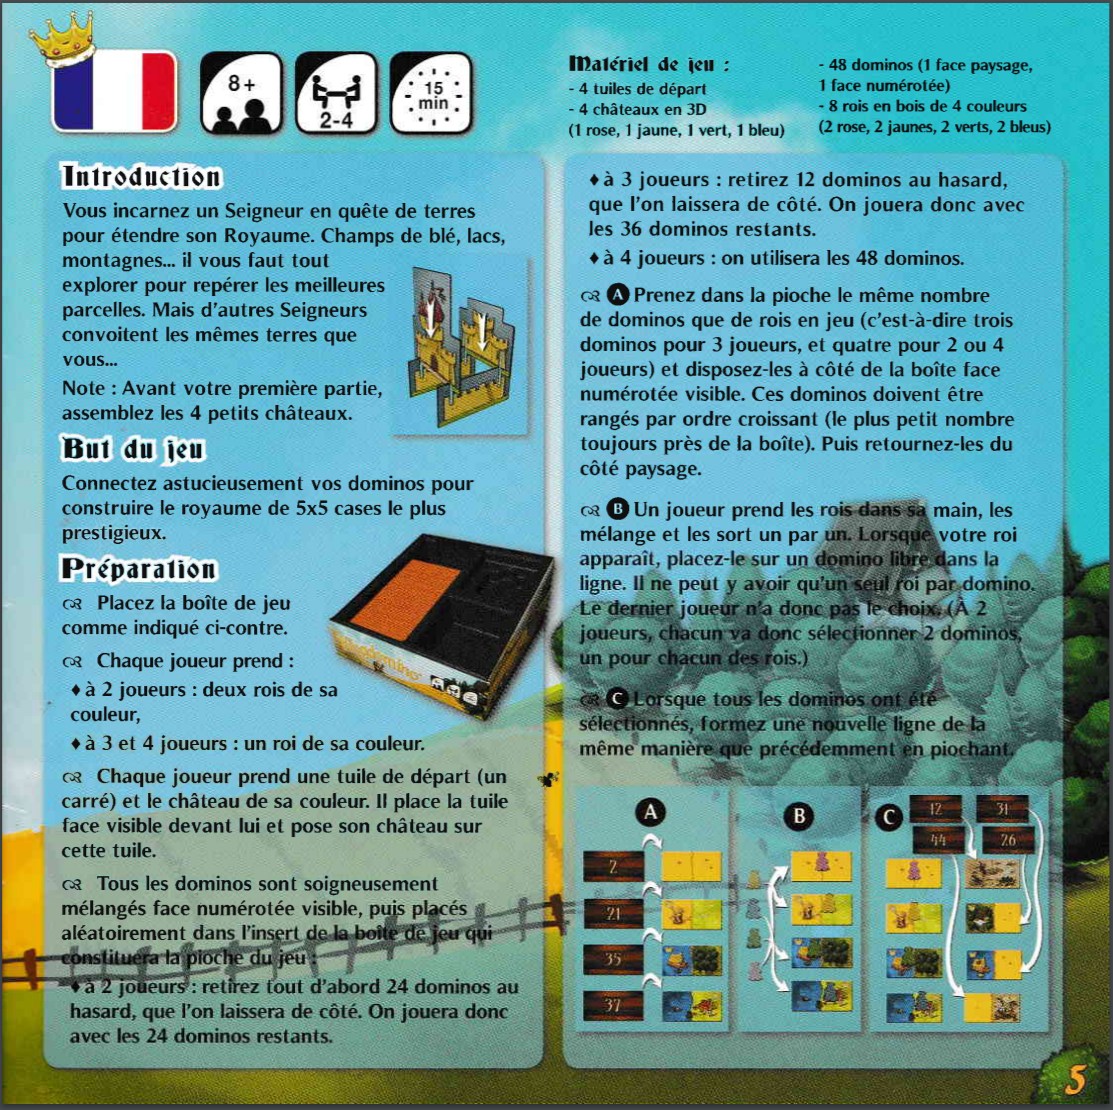 8+
2-4
15
min
Matériel de jeu :
- 4 tuiles de départ
- 4 châteaux en 3D
(1 rose, 1 jaune, 1 vert, 1 bleu)
- 48 dominos (1 face paysage,
1 face numérotée)
- 8 rois en bois de 4 couleurs
(2 rose, 2 jaunes, 2 verts, 2 bleus)
Introduction
Vous incarnez un Seigneur en quête de terres
pour étendre son Royaume. Champs de blé, lacs,
montagnes... il vous faut tout
explorer pour repérer les meilleures
parcelles. Mais d'autres Seigneurs
convoitent les mêmes terres que
vous...
Note : Avant votre première partie,
assemblez les 4 petits châteaux.
But du jeu
Connectez astucieusement vos dominos pour
construire le royaume de 5x5 cases le plus
prestigieux.
Préparation
Placez la boîte de jeu
comme indiqué ci-contre.
Chaque joueur prend :
♦ à 2 joueurs : deux rois de sa
couleur,
♦ à 3 et 4 joueurs : un roi de sa couleur.
Chaque joueur prend une tuile de départ (un
carré) et le château de sa couleur. Il place la tuile
face visible devant lui et pose son château sur
cette tuile.
Tous les dominos sont soigneusement
mélangés face numérotée visible, puis placés
aléatoirement dans l'insert de la boîte de jeu qui
constituera la pioche du jeu :
♦ à 2 joueurs : retirez tout d'abord 24 dominos au
hasard, que l'on laissera de côté. On jouera donc
avec les 24 dominos restants.
♦ à 3 joueurs : retirez 12 dominos au hasard,
que l'on laissera de côté. On jouera donc avec
les 36 dominos restants.
♦ à 4 joueurs : on utilisera les 48 dominos.
A Prenez dans la pioche le même nombre
de dominos que de rois en jeu (c'est-à-dire trois
dominos pour 3 joueurs, et quatre pour 2 ou 4
joueurs) et disposez-les à côté de la boîte face
numérotée visible. Ces dominos doivent être
rangés par ordre croissant (le plus petit nombre
toujours près de la boîte). Puis retournez-les du
côté paysage.
B Un joueur prend les rois dans sa main, les
mélange et les sort un par un. Lorsque votre roi
apparaît, placez-le sur un domino libre dans la
ligne. Il ne peut y avoir qu'un seul roi par domino.
Le dernier joueur n'a donc pas le choix. (À 2
joueurs, chacun va donc sélectionner 2 dominos,
un pour chacun des rois.)
C Lorsque tous les dominos ont été
sélectionnés, formez une nouvelle ligne de la
même manière que précédemment en piochant.
A
2
21
35
37
B
C
12
31
44
26
5